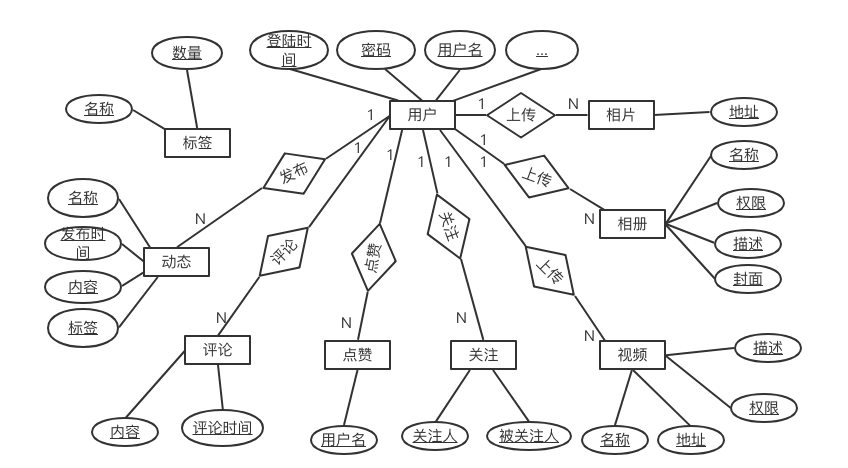 登陆时
间
密码
用户名
...
数量
名称
标签
用户
1
上传
N
相片
地址
1
发布
N
1
评论
N
1
点赞
N
1
关注
N
1
上传
N
1
1
上传
N
相册
名称
权限
描述
封面
名称
发布时
间
内容
标签
动态
评论
内容
评论时间
点赞
用户名
关注
关注人
被关注人
视频
描述
权限
名称
地址